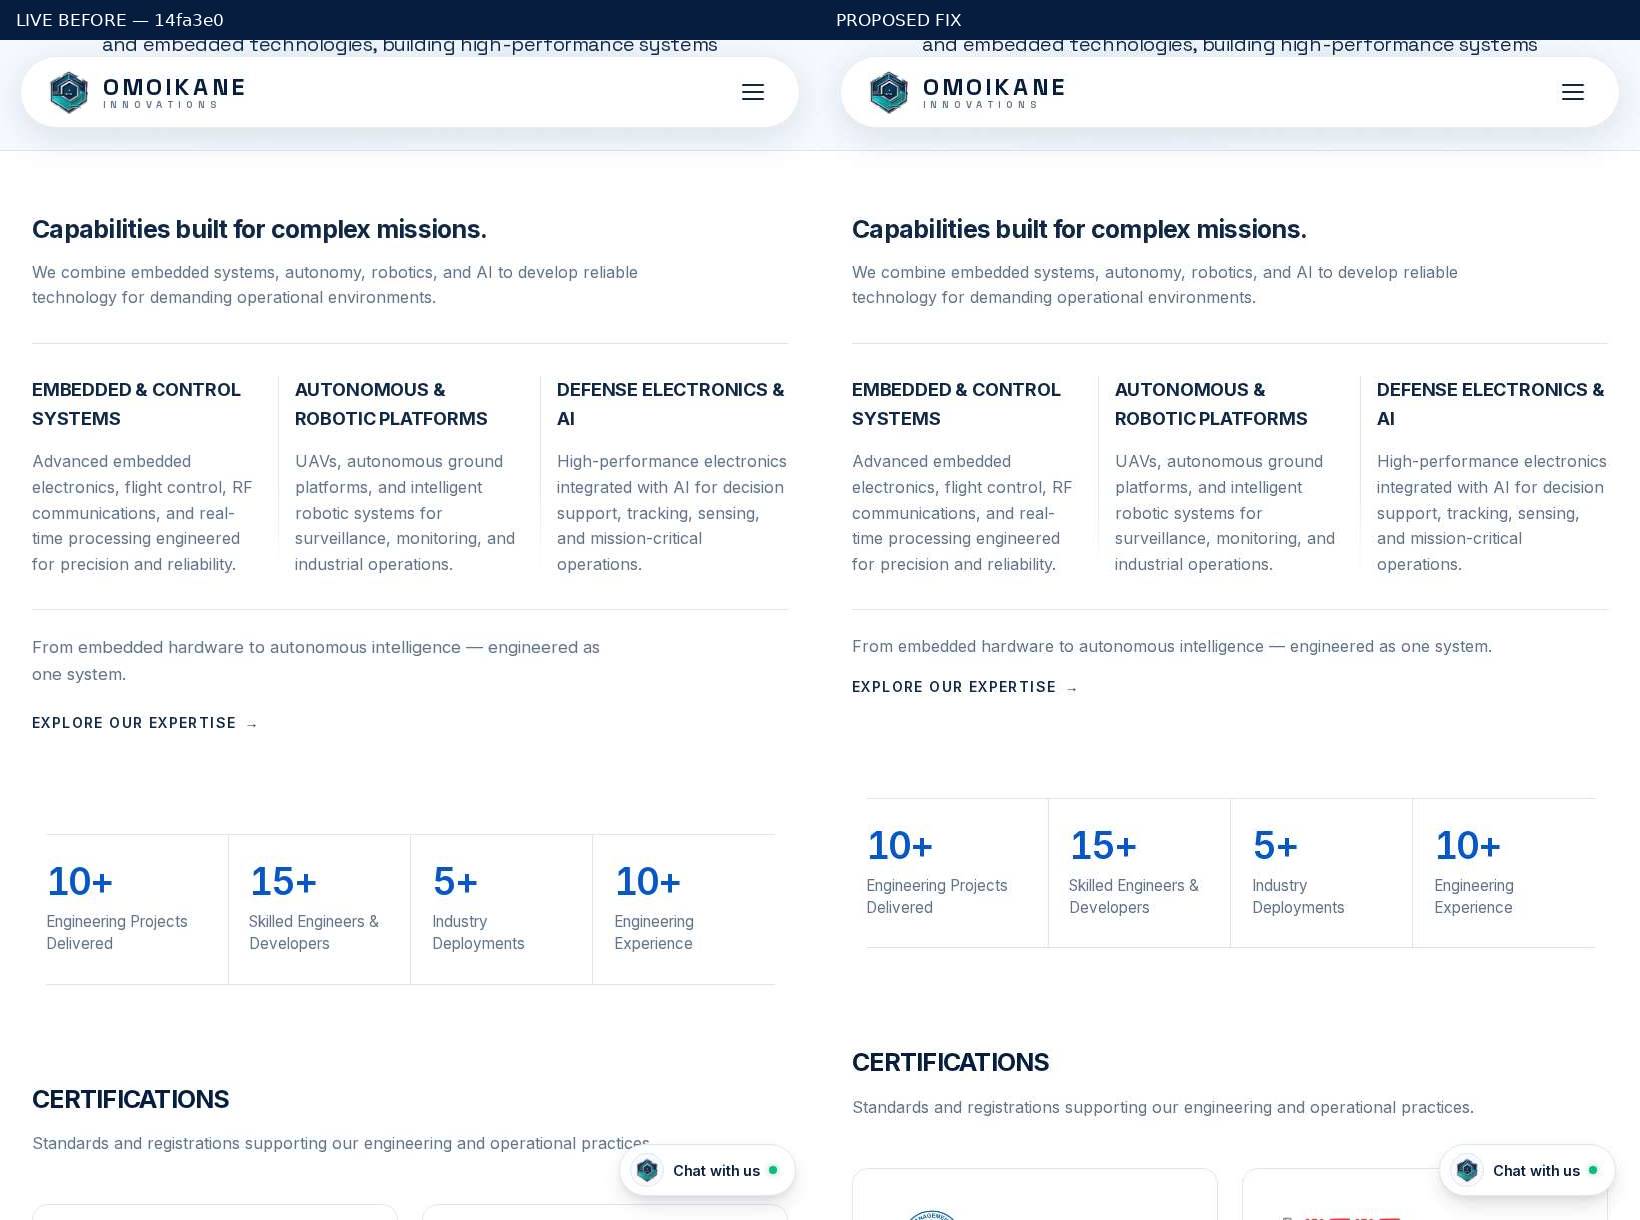 LIVE BEFORE — 14fa3e0
and embedded technologies, building high-performance systems
OMOIKANE
INNOVATIONS
Capabilities built for complex missions.
We combine embedded systems, autonomy, robotics, and AI to develop reliable
technology for demanding operational environments.
EMBEDDED & CONTROL
SYSTEMS
Advanced embedded
electronics, flight control, RF
communications, and real-
time processing engineered
for precision and reliability.
AUTONOMOUS &
ROBOTIC PLATFORMS
UAVs, autonomous ground
platforms, and intelligent
robotic systems for
surveillance, monitoring, and
industrial operations.
DEFENSE ELECTRONICS &
AI
High-performance electronics
integrated with AI for decision
support, tracking, sensing,
and mission-critical
operations.
From embedded hardware to autonomous intelligence — engineered as
one system.
EXPLORE OUR EXPERTISE →
10+
Engineering Projects
Delivered
15+
Skilled Engineers &
Developers
5+
Industry
Deployments
10+
Engineering
Experience
CERTIFICATIONS
Standards and registrations supporting our engineering and operational practices.
Chat with us
PROPOSED FIX
and embedded technologies, building high-performance systems
OMOIKANE
INNOVATIONS
Capabilities built for complex missions.
We combine embedded systems, autonomy, robotics, and AI to develop reliable
technology for demanding operational environments.
EMBEDDED & CONTROL
SYSTEMS
Advanced embedded
electronics, flight control, RF
communications, and real-
time processing engineered
for precision and reliability.
AUTONOMOUS &
ROBOTIC PLATFORMS
UAVs, autonomous ground
platforms, and intelligent
robotic systems for
surveillance, monitoring, and
industrial operations.
DEFENSE ELECTRONICS &
AI
High-performance electronics
integrated with AI for decision
support, tracking, sensing,
and mission-critical
operations.
From embedded hardware to autonomous intelligence — engineered as one system.
EXPLORE OUR EXPERTISE →
10+
Engineering Projects
Delivered
15+
Skilled Engineers &
Developers
5+
Industry
Deployments
10+
Engineering
Experience
CERTIFICATIONS
Standards and registrations supporting our engineering and operational practices.
Chat with us